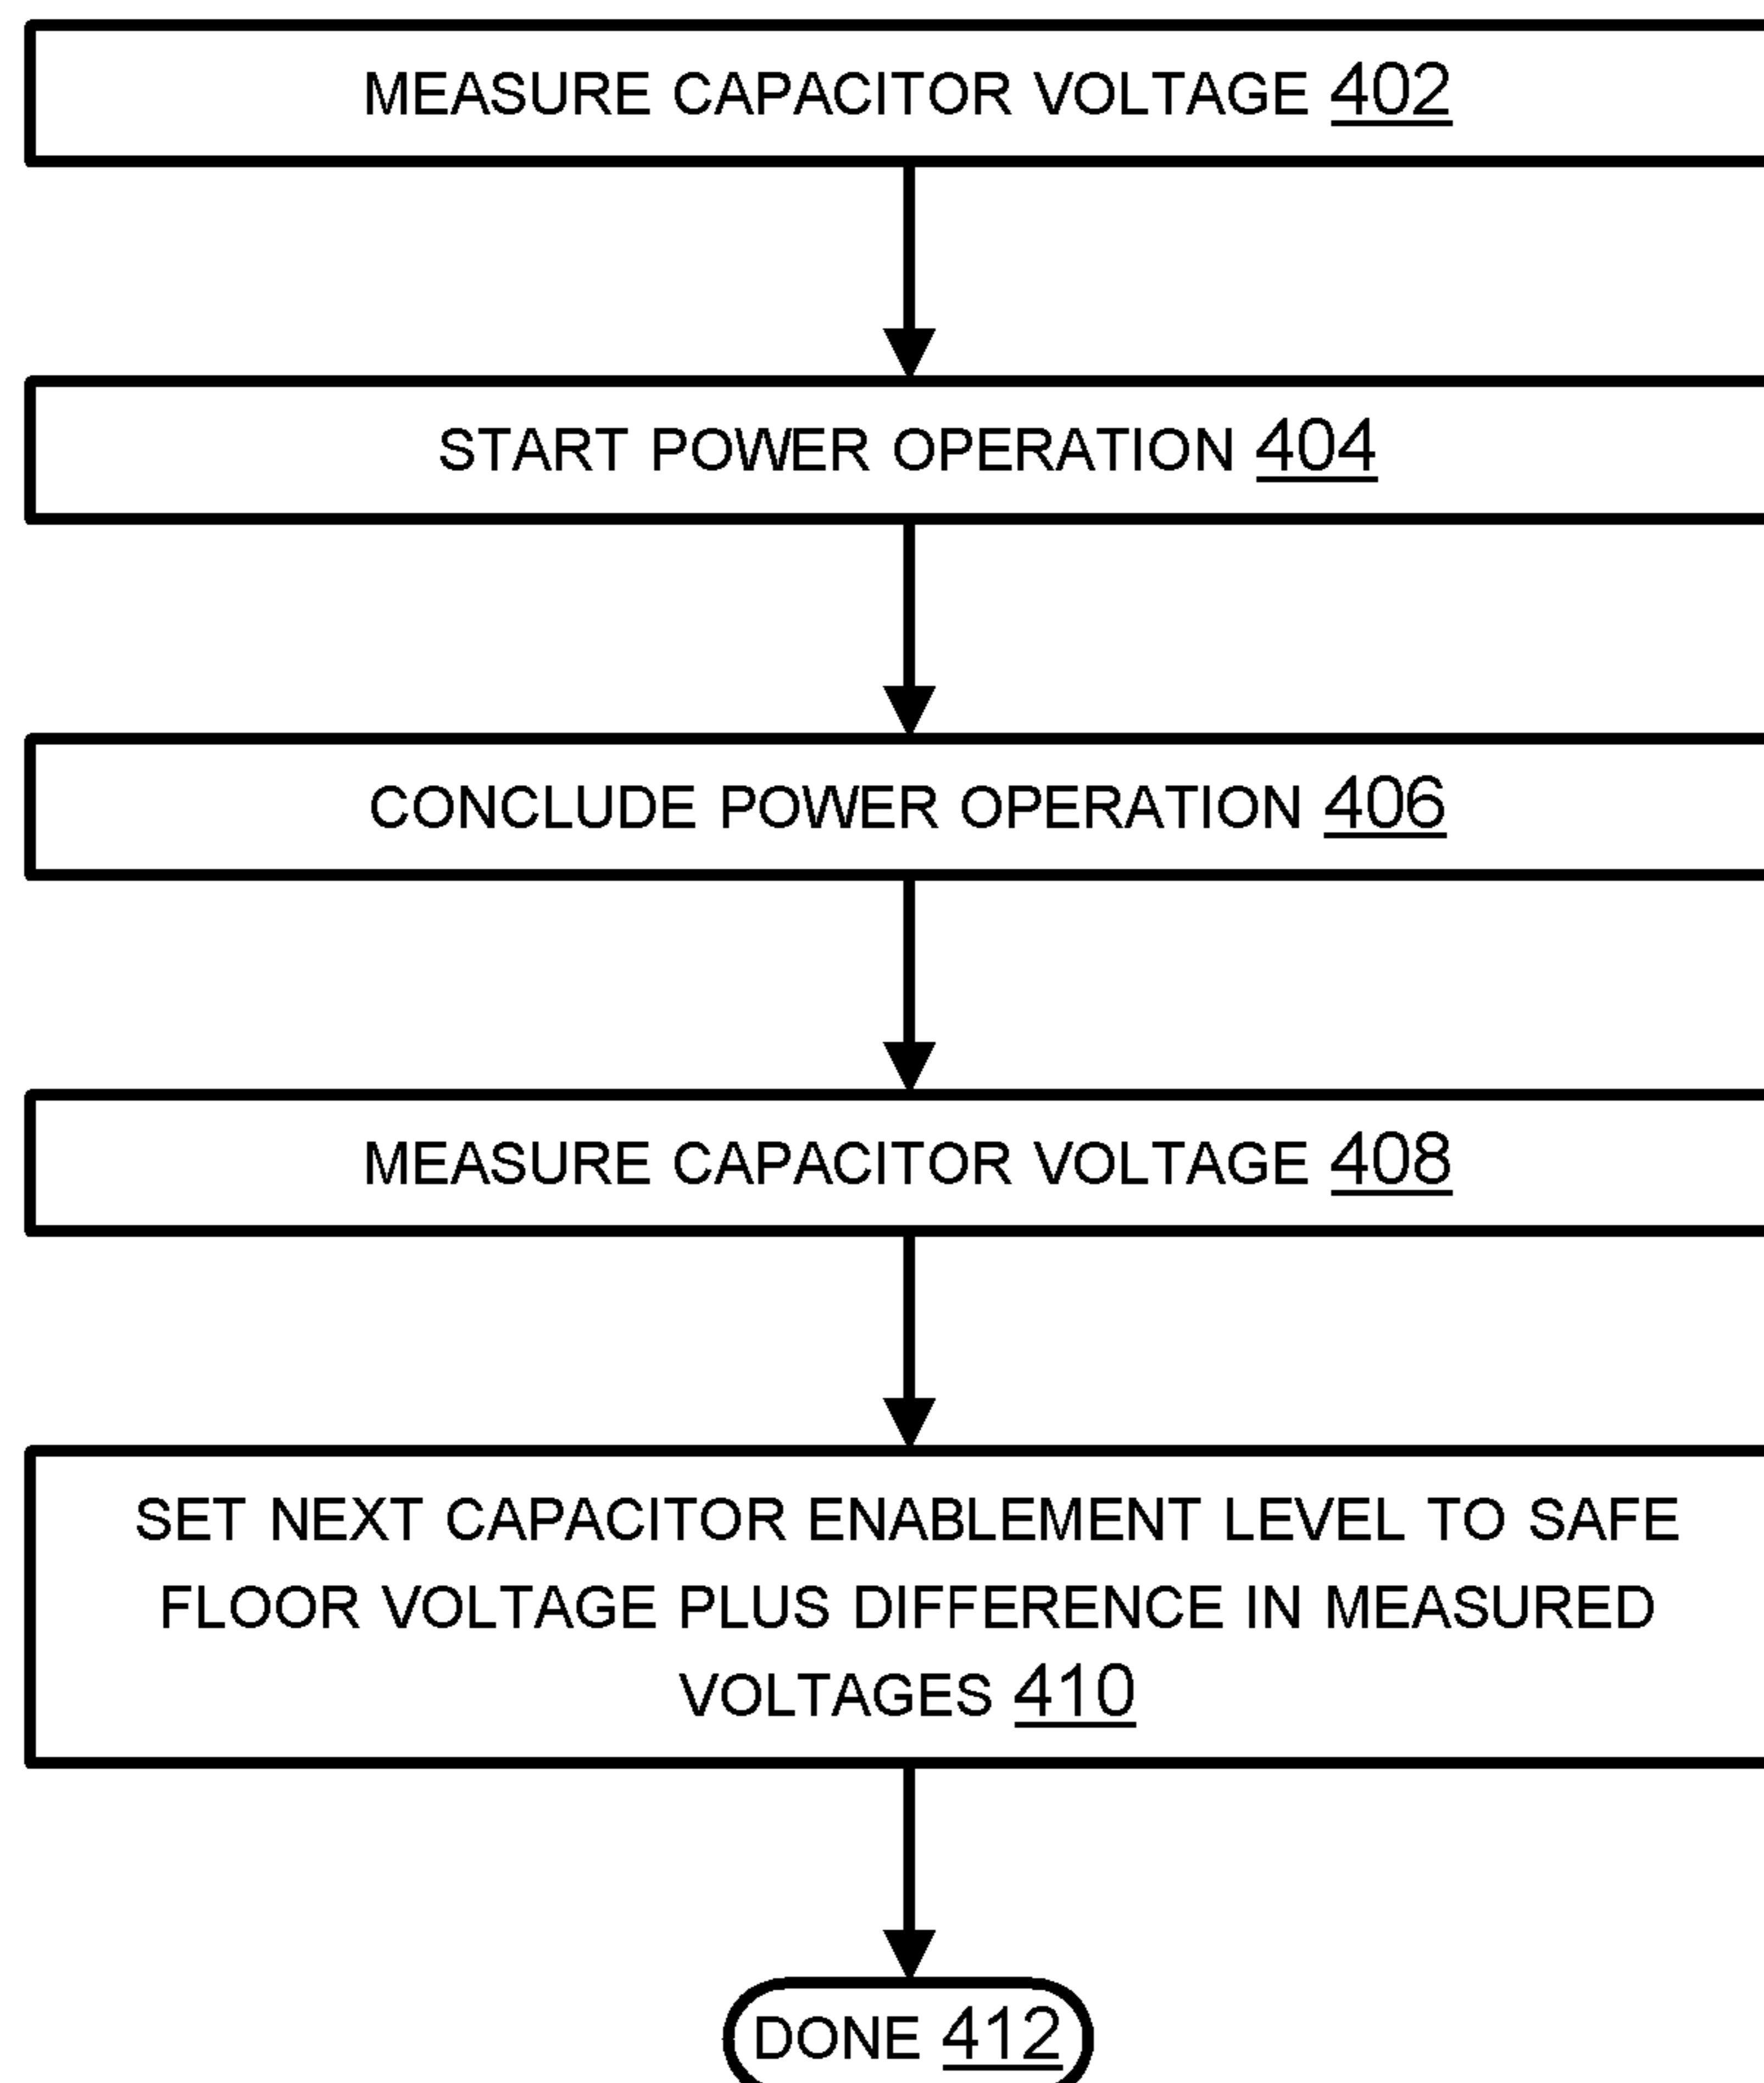 MEASURE CAPACITOR VOLTAGE 402
START POWER OPERATION 404
CONCLUDE POWER OPERATION 406
MEASURE CAPACITOR VOLTAGE 408
SET NEXT CAPACITOR ENABLEMENT LEVEL TO SAFE
FLOOR VOLTAGE PLUS DIFFERENCE IN MEASURED
VOLTAGES 410
DONE 412